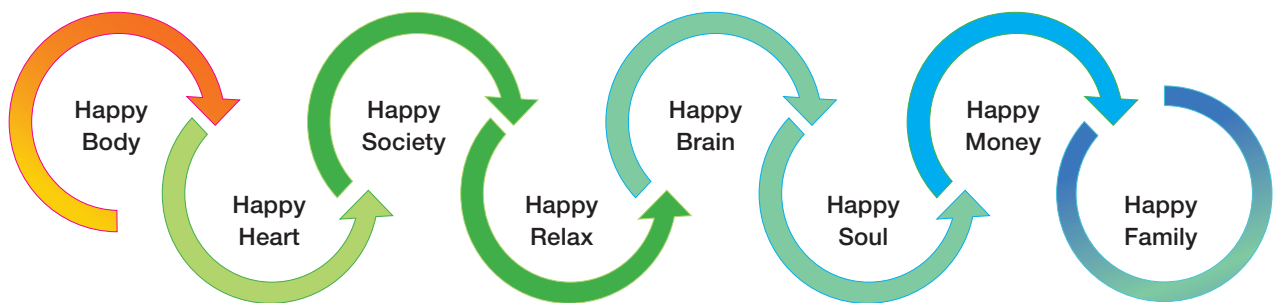 Happy
Body
Happy
Heart
Happy
Society
Happy
Relax
Happy
Brain
Happy
Soul
Happy
Money
Happy
Family